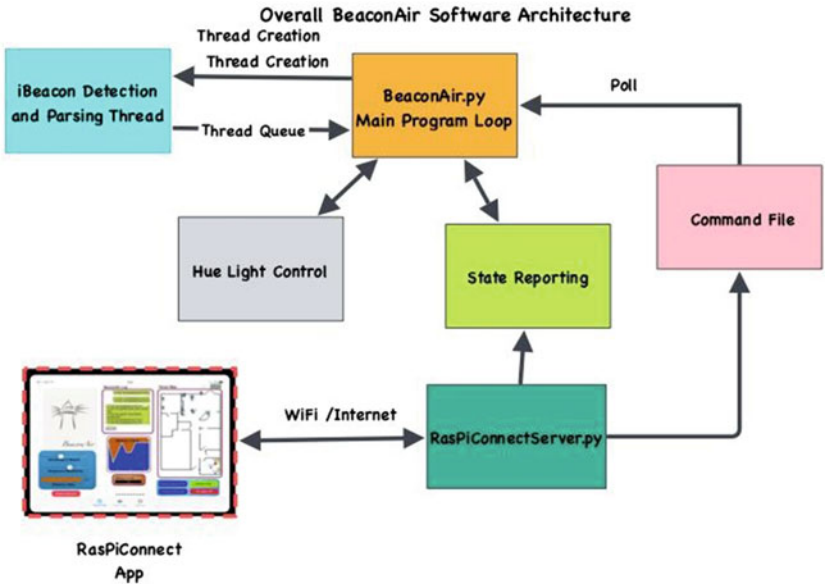 Overall BeaconAir Software Architecture
Thread Creation
Thread Creation
iBeacon Detection
and Parsing Thread
Thread Queue
BeaconAir.py
Main Program Loop
Poll
Command File
Hue Light Control
State Reporting
WiFi /Internet
RasPiConnectServer.py
RasPiConnect
App